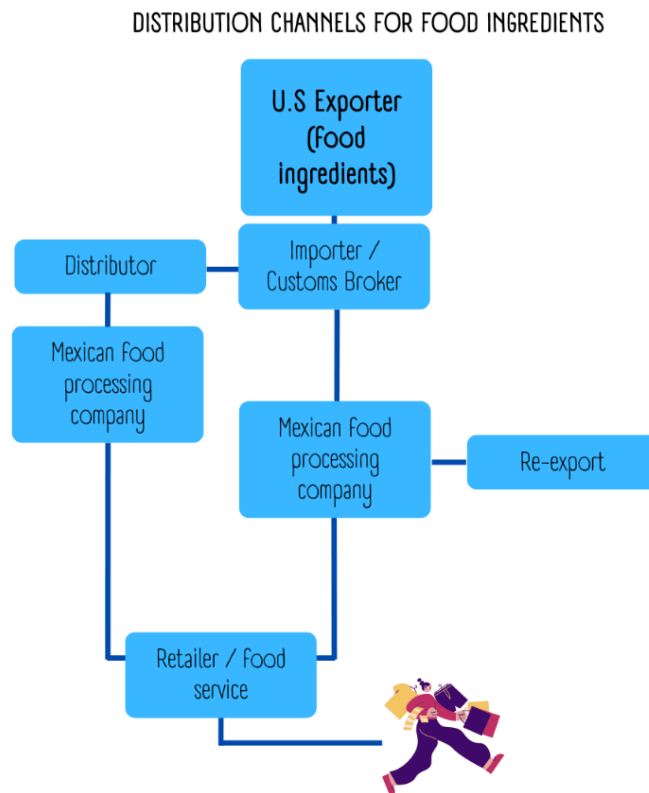 DISTRIBUTION CHANNELS FOR FOOD INGREDIENTS
U.S Exporter
(food
ingredients)
Importer /
Customs Broker
Distributor
Mexican food
processing
company
Mexican food
processing
company
Re-export
Retailer / food
service